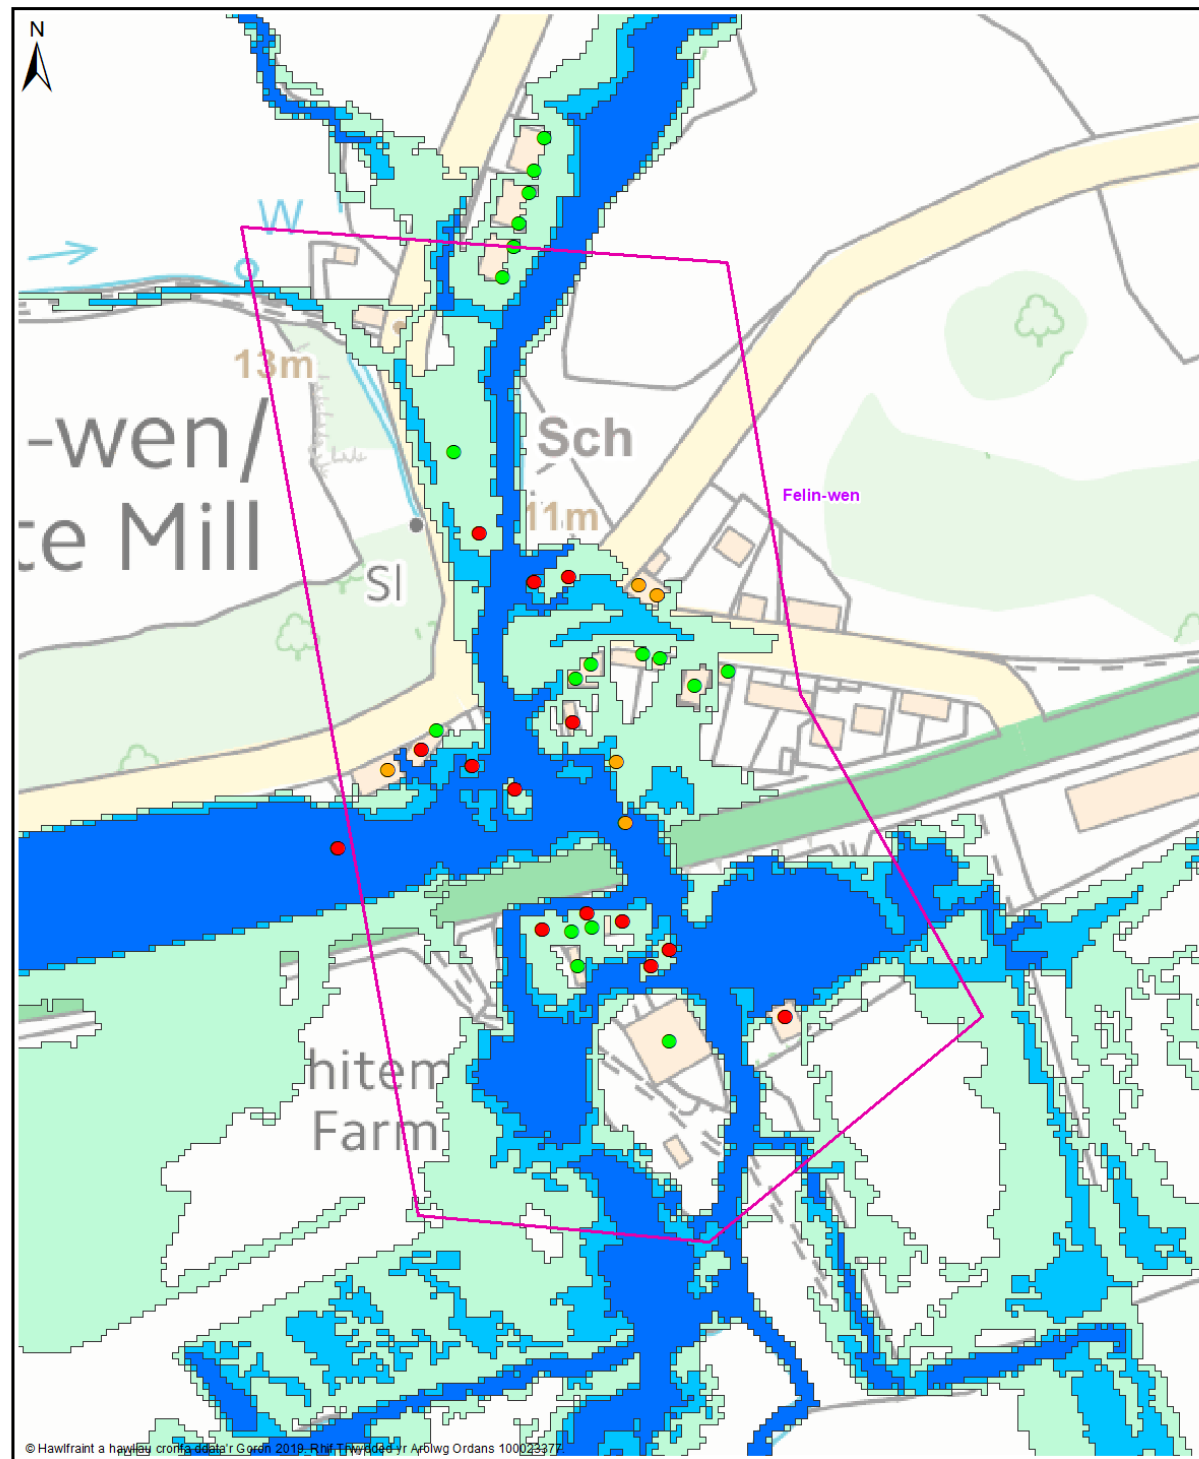 N
W
13m
-wen/
te Mill
Sch
11m
Sl
Felin-wen
hitem
Farm
© Hawlfraint a hawliau cronfa ddata'r Goron 2019. Rhif Trwydded yr Arolwg Ordans 100023377